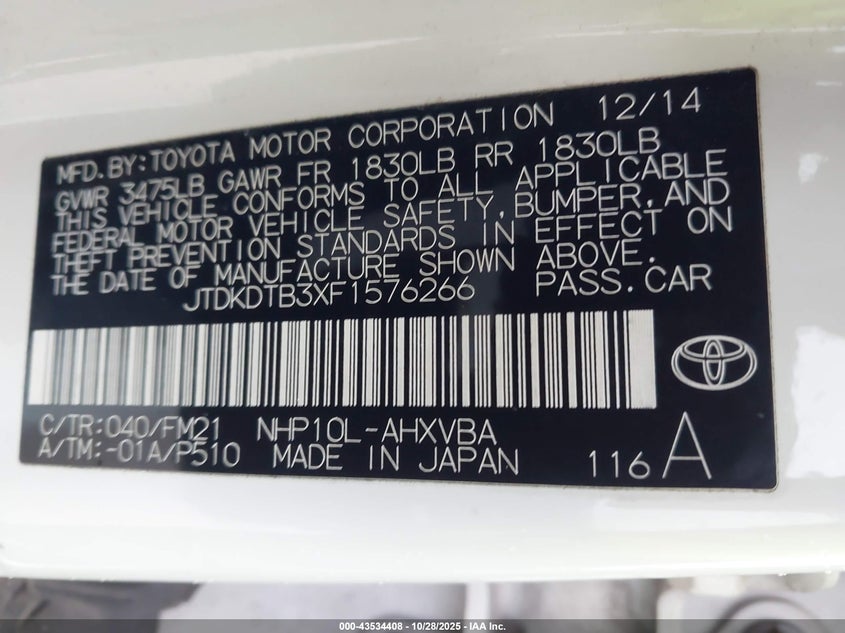 MFD.BY:TOYOTA MOTOR CORPORATION 12/14
GVWR 3475LB GAWR FR 1830LB RR 1830LB
THIS VEHICLE CONFORMS TO ALL APPLICABLE
FEDERAL MOTOR VEHICLE SAFETY,BUMPER,AND
THEFT PREVENTION STANDARDS IN EFFECT ON
THE DATE OF MANUFACTURE SHOWN ABOVE.
JTDKDTB3XF1576266 PASS.CAR
C/TR:040/FM21 NHP10L-AHXVBA
A/TM:-01A/P510 MADE IN JAPAN
116 A
000-43534408 | 10/28/2025 | © IAA, Inc.